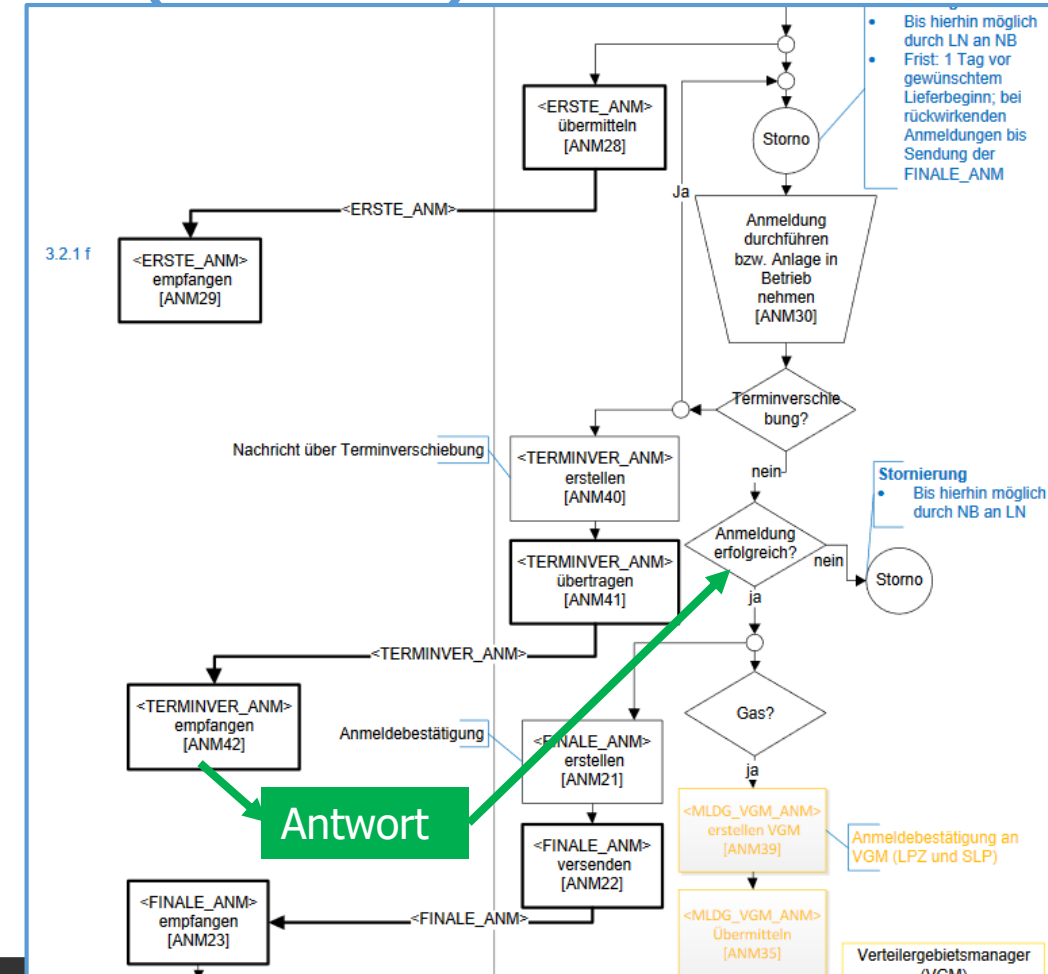 Bis hierhin möglich
durch LN an NB
Frist: 1 Tag vor
gewünschtem
Lieferbeginn; bei
rückwirkenden
Anmeldungen bis
Sendung der
FINALE_ANM
<ERSTE_ANM>
übermitteln
[ANM28]
Storno
Ja
<ERSTE_ANM>
3.2.1 f
<ERSTE_ANM>
empfangen
[ANM29]
Anmeldung
durchführen
bzw. Anlage in
Betrieb
nehmen
[ANM30]
Terminverschie
bung?
Nachricht über Terminverschiebung
<TERMINVER_ANM>
erstellen
[ANM40]
nein
Stornierung
Bis hierhin möglich
durch NB an LN
Anmeldung
erfolgreich?
nein
Storno
<TERMINVER_ANM>
übertragen
[ANM41]
ja
<TERMINVER_ANM>
<TERMINVER_ANM>
empfangen
[ANM42]
Gas?
Anmeldebestätigung
<FINALE_ANM>
erstellen
[ANM21]
ja
Antwort
<MLDG_VGM_ANM>
erstellen VGM
[ANM39]
Anmeldebestätigung an
VGM (LPZ und SLP)
<FINALE_ANM>
versenden
[ANM22]
<FINALE_ANM>
empfangen
[ANM23]
<FINALE_ANM>
<MLDG_VGM_ANM>
Übermitteln
[ANM35]
Verteilergebietsmanager
(VGM)